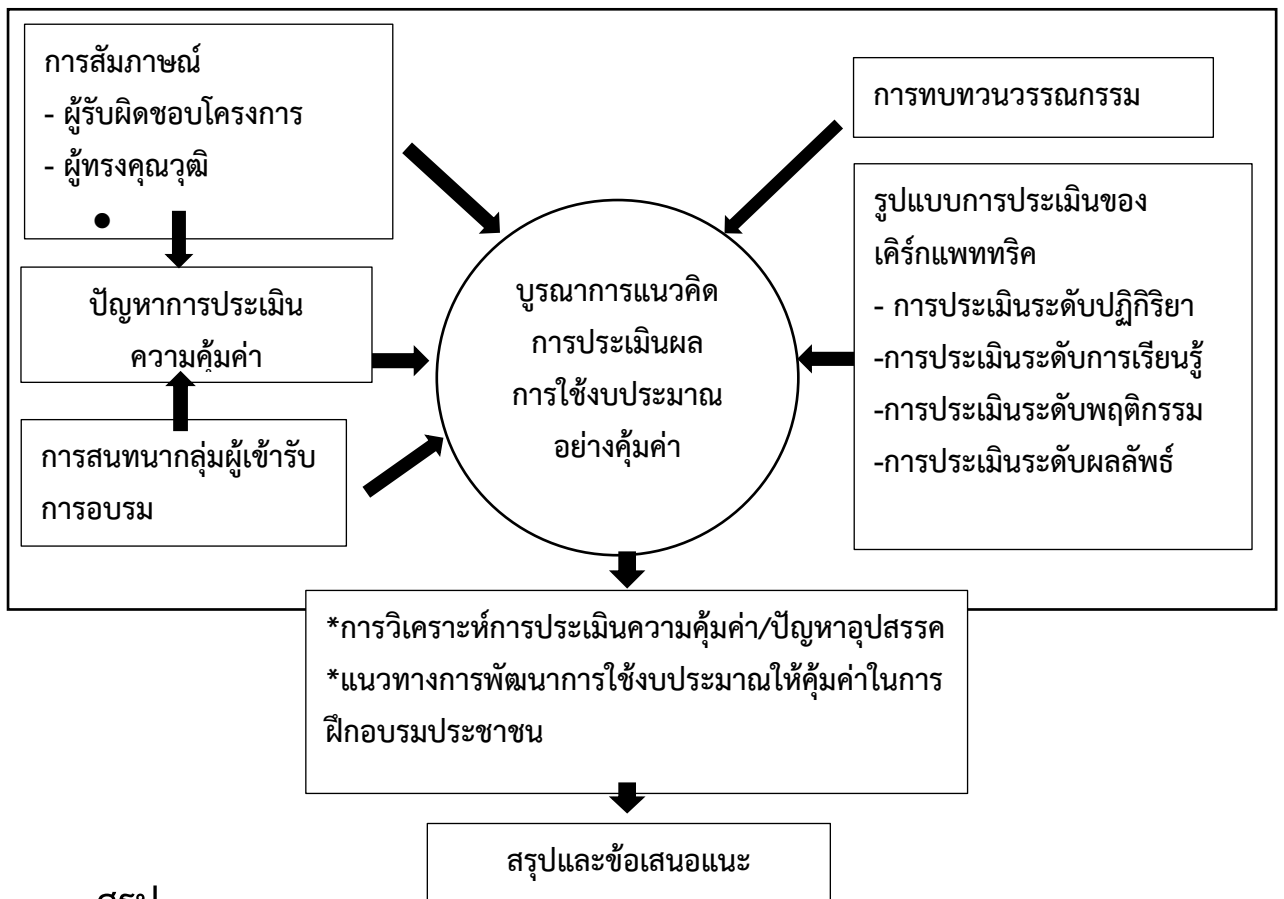 การสัมภาษณ์
- ผู้รับผิดชอบโครงการ
- ผู้ทรงคุณวุฒิ
ปัญหาการประเมิน
ความคุ้มค่า
การสนทนากลุ่มผู้เข้ารับ
การอบรม
บูรณาการแนวคิด
การประเมินผล
การใช้งบประมาณ
อย่างคุ้มค่า
การทบทวนวรรณกรรม
รูปแบบการประเมินของ
เคิร์กแพททริค
- การประเมินระดับปฏิกิริยา
-การประเมินระดับการเรียนรู้
-การประเมินระดับพฤติกรรม
-การประเมินระดับผลลัพธ์
*การวิเคราะห์การประเมินความคุ้มค่า/ปัญหาอุปสรรค
*แนวทางการพัฒนาการใช้งบประมาณให้คุ้มค่าในการ
ฝึกอบรมประชาชน
สรุปและข้อเสนอแนะ